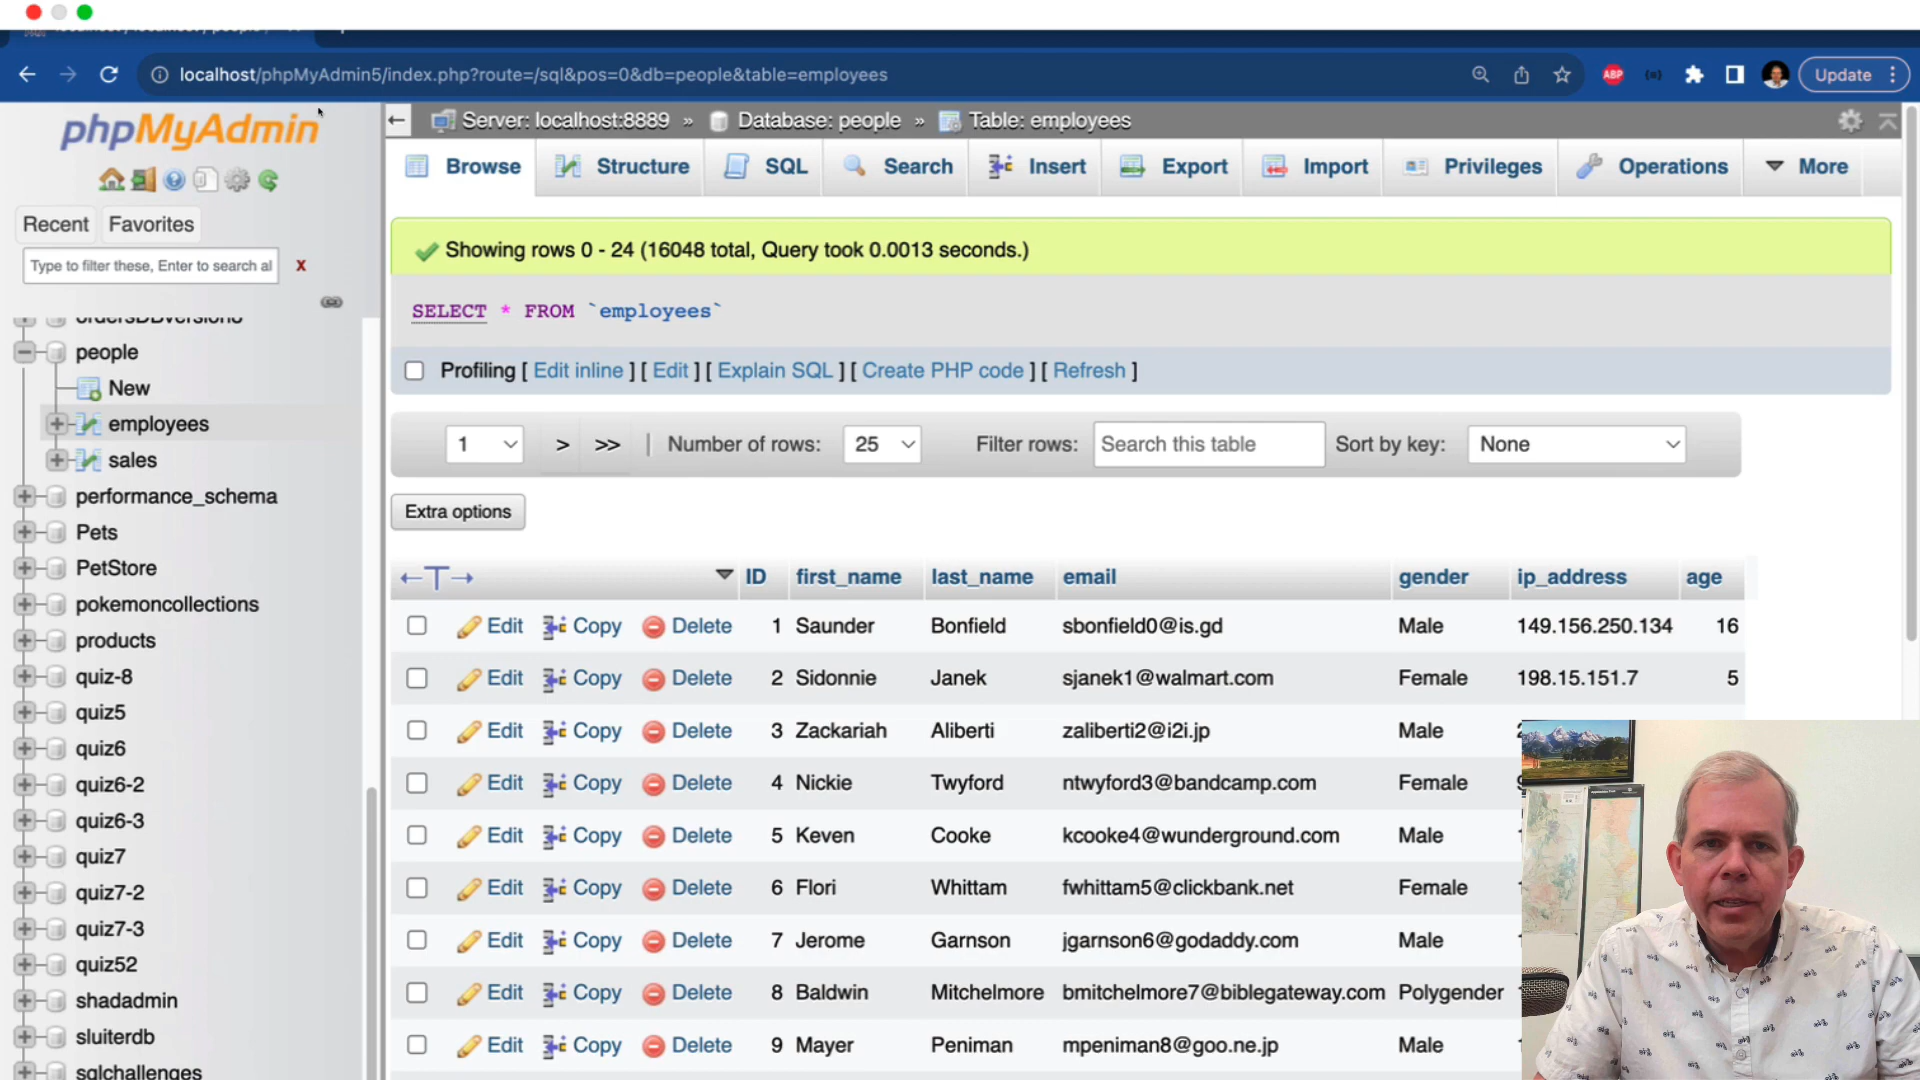 localhost/phpMyAdmin5/index.php?route=/sql&pos=0&db=people&table=employees
ABP
Update
phpMyAdmin
Server: localhost:8889 » Database: people » Table: employees
Browse Structure SQL Search Insert Export Import Privileges Operations More
Recent Favorites
Type to filter these, Enter to search al X
people
New
employees
sales
performance_schema
Pets
PetStore
pokemoncollections
products
quiz-8
quiz5
quiz6
quiz6-2
quiz6-3
quiz7
quiz7-2
quiz7-3
quiz52
shadadmin
sluiterdb
sqlchallenges
Showing rows 0 - 24 (16048 total, Query took 0.0013 seconds.)
SELECT * FROM `employees`
Profiling [ Edit inline ] [ Edit ] [ Explain SQL ] [ Create PHP code ] [ Refresh ]
1 > >> | Number of rows: 25 Filter rows: Search this table Sort by key: None
Extra options
←T→ ID first_name last_name email gender ip_address age
Edit Copy Delete 1 Saunder Bonfield sbonfield0@is.gd Male 149.156.250.134 16
Edit Copy Delete 2 Sidonnie Janek sjanek1@walmart.com Female 198.15.151.7 5
Edit Copy Delete 3 Zackariah Aliberti zaliberti2@i2i.jp Male
Edit Copy Delete 4 Nickie Twyford ntwyford3@bandcamp.com Female
Edit Copy Delete 5 Keven Cooke kcooke4@wunderground.com Male
Edit Copy Delete 6 Flori Whittam fwhittam5@clickbank.net Female
Edit Copy Delete 7 Jerome Garnson jgarnson6@godaddy.com Male
Edit Copy Delete 8 Baldwin Mitchelmore bmitchelmore7@biblegateway.com Polygender
Edit Copy Delete 9 Mayer Peniman mpeniman8@goo.ne.jp Male